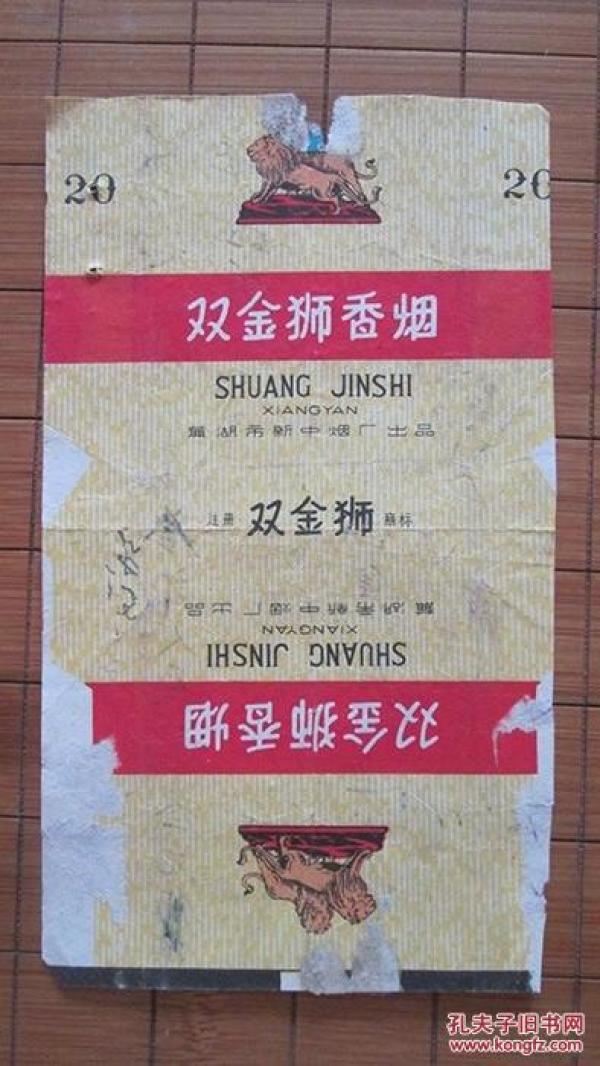 20 20
双金狮香烟
SHUANG JINSHI
XIANGYAN
芜湖市新中烟厂出品
注册 双金狮 商标
芜湖市新中烟厂出品
XIANGYAN
SHUANG JINSHI
双金狮香烟
孔夫子旧书网
www.kongfz.com